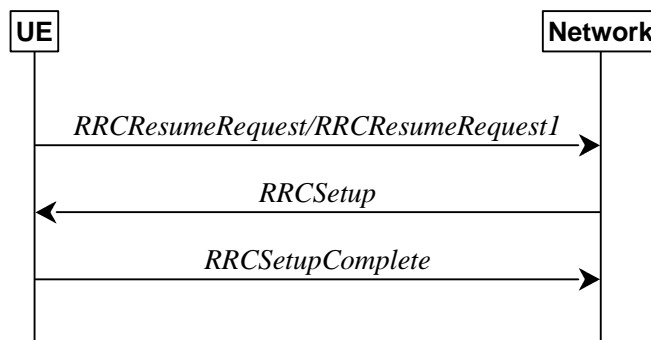 UE
Network
RRCResumeRequest/RRCResumeRequest1
RRCSetup
RRCSetupComplete